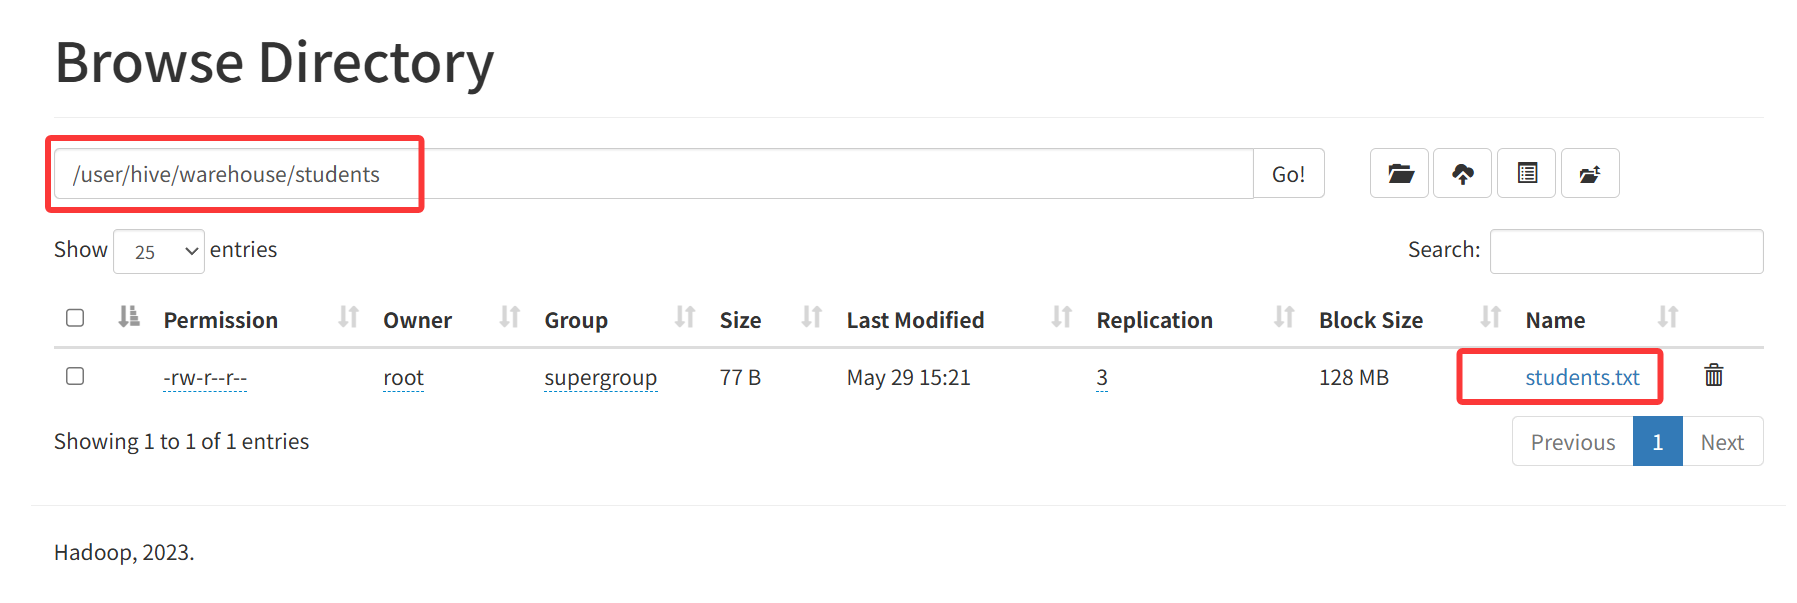 Browse Directory
/user/hive/warehouse/students Go!
Show 25 entries Search:
Permission Owner Group Size Last Modified Replication Block Size Name
-rw-r--r-- root supergroup 77 B May 29 15:21 3 128 MB students.txt
Showing 1 to 1 of 1 entries Previous 1 Next
Hadoop, 2023.